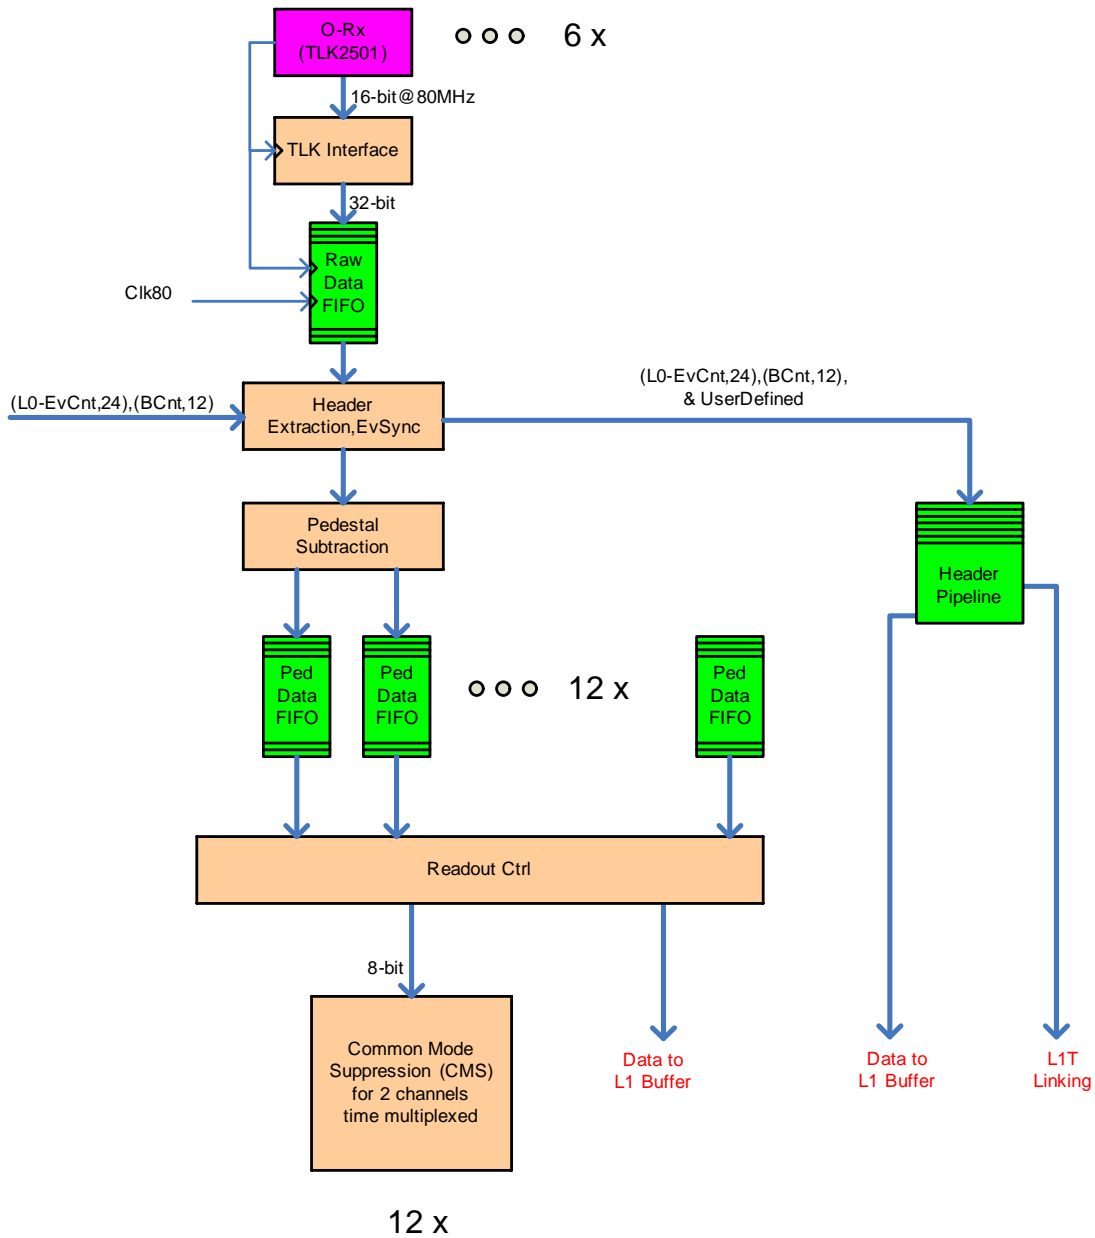 O-Rx
(TLK2501)
6 x
16-bit@80MHz
TLK Interface
32-bit
Raw
Data
FIFO
Clk80
(L0-EvCnt,24),(BCnt,12)
Header
Extraction,EvSync
(L0-EvCnt,24),(BCnt,12),
& UserDefined
Pedestal
Subtraction
Header
Pipeline
Ped
Data
FIFO
Ped
Data
FIFO
12 x
Ped
Data
FIFO
Readout Ctrl
8-bit
Common Mode
Suppression (CMS)
for 2 channels
time multiplexed
Data to
L1 Buffer
Data to
L1 Buffer
L1T
Linking
12 x